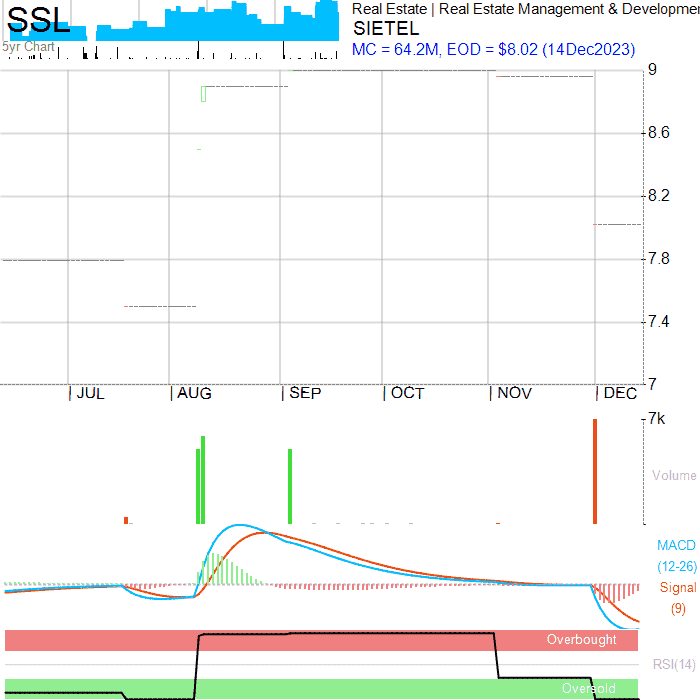 SSL
5yr Chart
Real Estate | Real Estate Management & Developmen
SIETEL
MC = 64.2M, EOD = $8.02 (14Dec2023)
9
8.6
8.2
7.8
7.4
7
JUL AUG SEP OCT NOV DEC
7k
Volume
MACD
(12-26)
Signal
(9)
Overbought
RSI(14)
Oversold